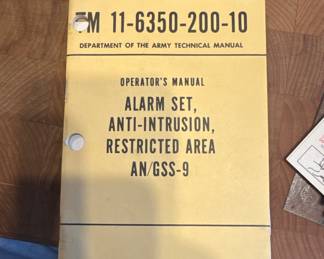 TM 11-6350-200-10
DEPARTMENT OF THE ARMY TECHNICAL MANUAL
OPERATOR'S MANUAL
ALARM SET,
ANTI-INTRUSION,
RESTRICTED AREA
AN/GSS-9